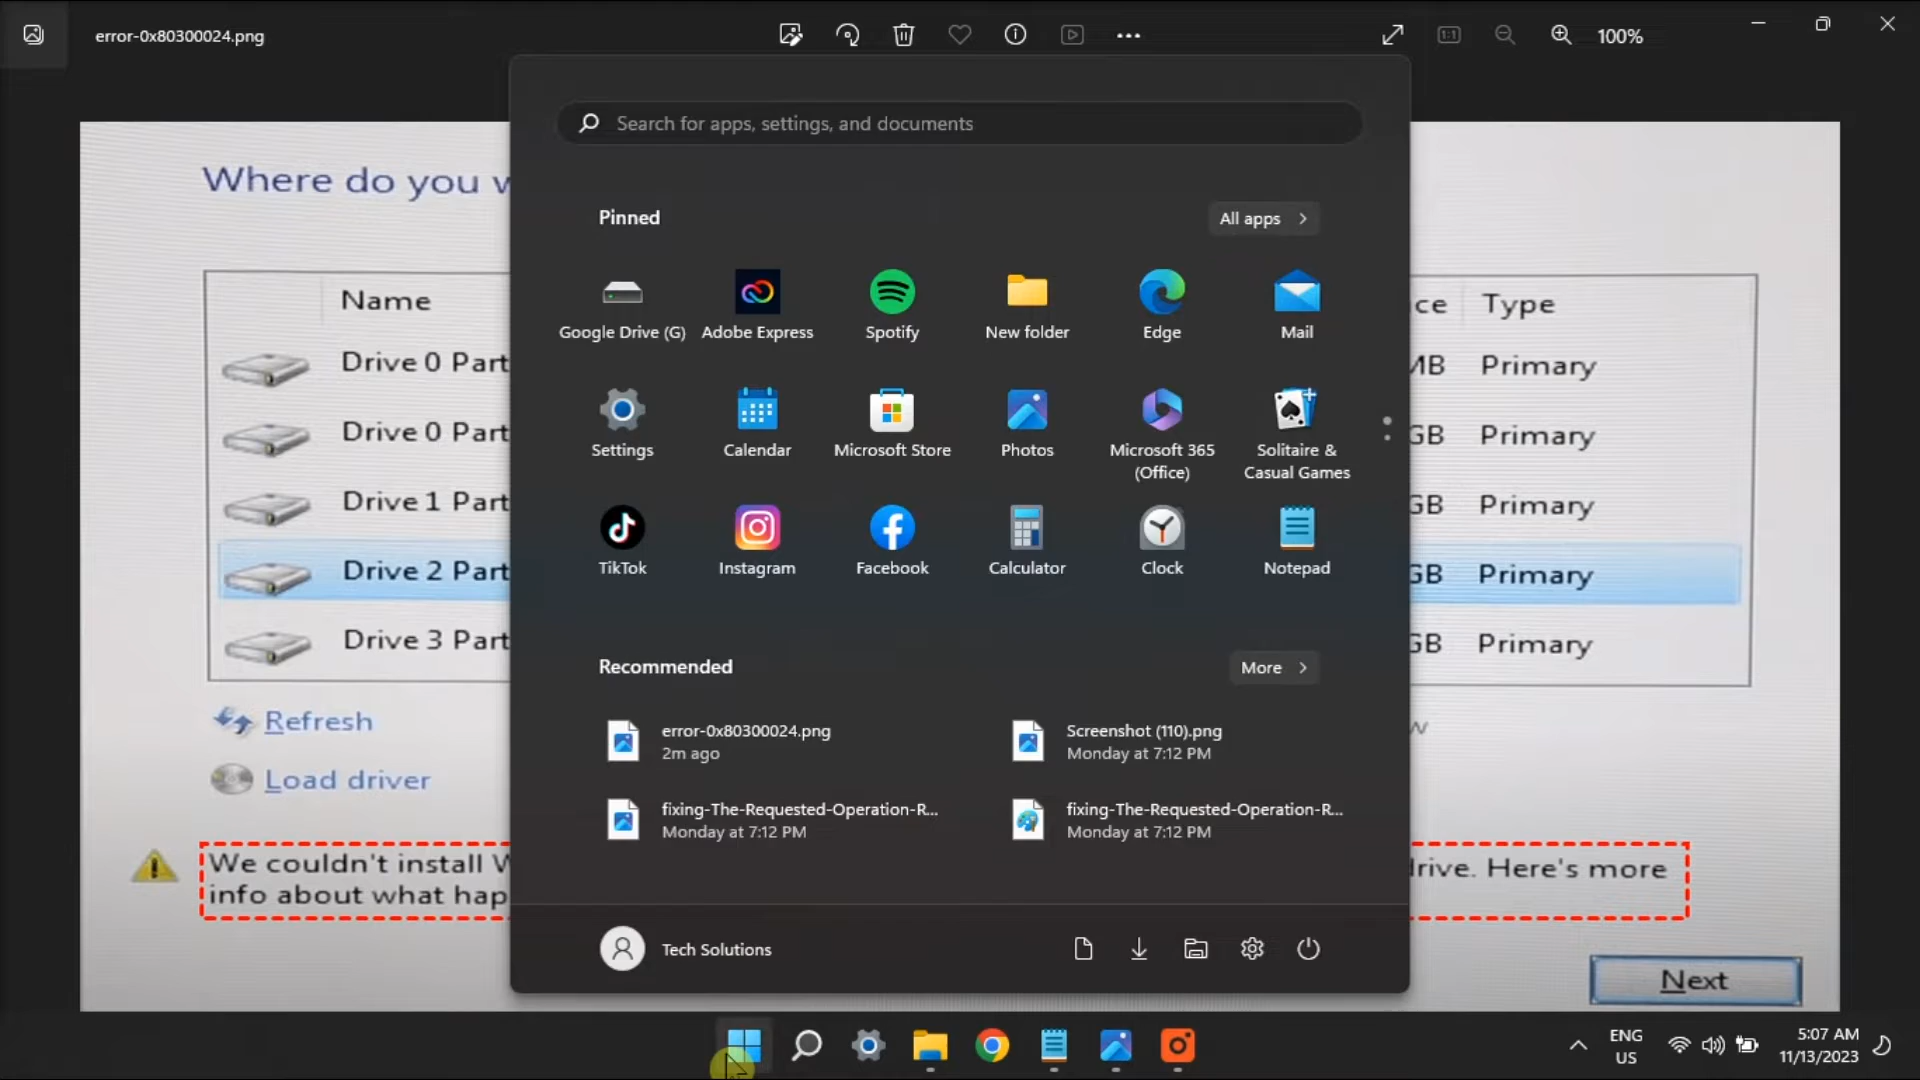 error-0x80300024.png
1:1
100%
Search for apps, settings, and documents
Where do you
Pinned
All apps
Name
ce Type
Google Drive (G)
Adobe Express
Spotify
New folder
Edge
Mail
Drive 0 Part
MB Primary
Drive 0 Part
GB Primary
Settings
Calendar
Microsoft Store
Photos
Microsoft 365
(Office)
Solitaire &
Casual Games
Drive 1 Part
GB Primary
Drive 2 Part
GB Primary
TikTok
Instagram
Facebook
Calculator
Clock
Notepad
Drive 3 Part
GB Primary
Recommended
More
Refresh
error-0x80300024.png
2m ago
Screenshot (110).png
Monday at 7:12 PM
Load driver
fixing-The-Requested-Operation-R...
Monday at 7:12 PM
fixing-The-Requested-Operation-R...
Monday at 7:12 PM
We couldn't install W
drive. Here's more
info about what hap
Tech Solutions
Next
ENG
US
5:07 AM
11/13/2023